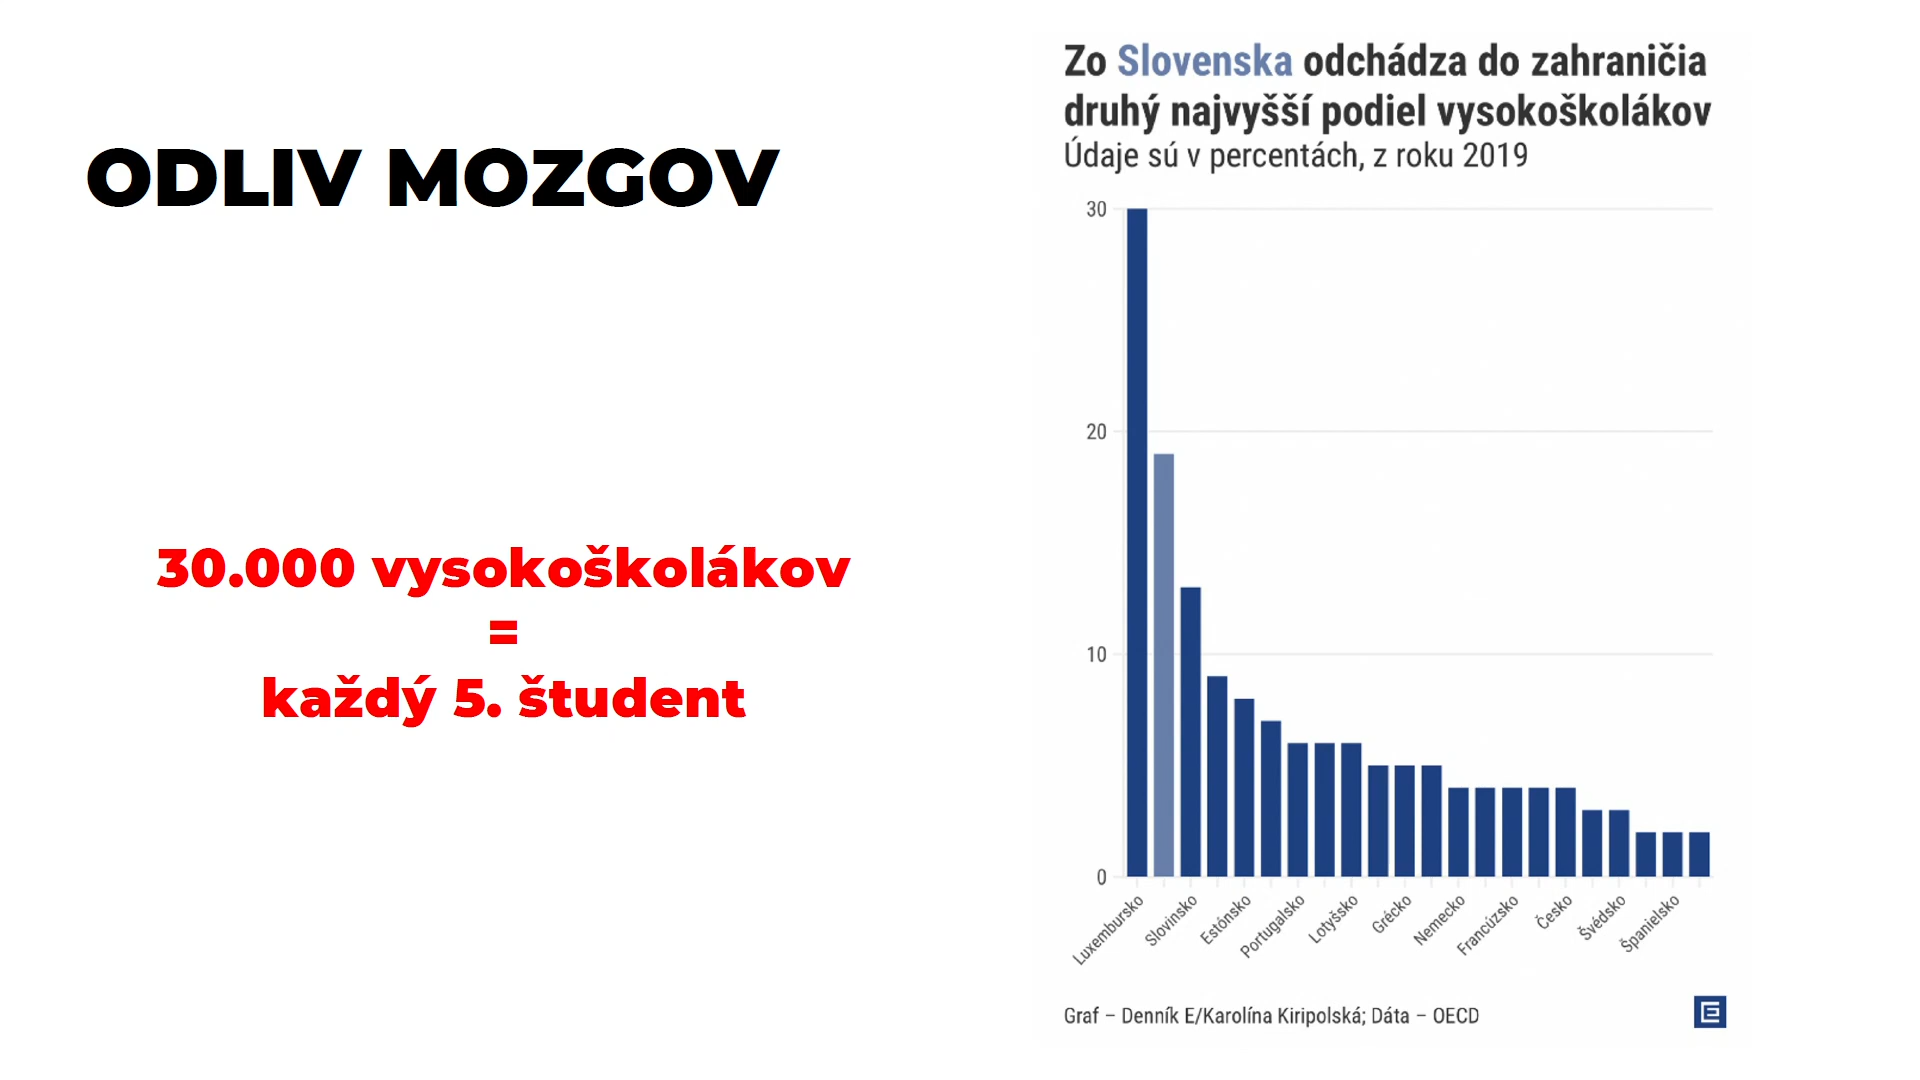 ODLIV MOZGOV
30.000 vysokoškolákov
=
každý 5. študent
Zo Slovenska odchádza do zahraničia
druhý najvyšší podiel vysokoškolákov
Údaje sú v percentách, z roku 2019
30
20
10
0
Luxembursko
Slovinsko
Estónsko
Portugalsko
Lotyšsko
Grécko
Nemecko
Francúzsko
Česko
Švédsko
Španielsko
Graf – Denník E/Karolína Kiripolská; Dáta – OECD
E